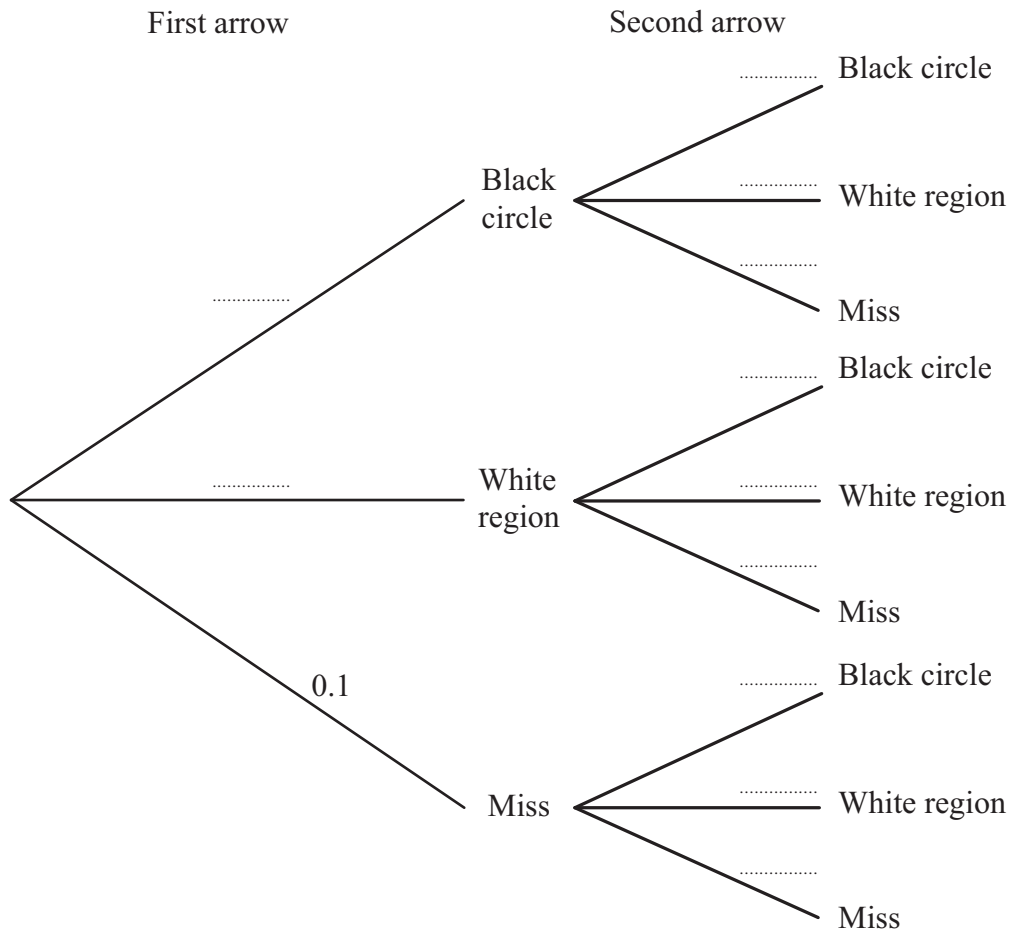 First arrow
Second arrow
Black circle
................
Black
circle
................
White region
................
Miss
................
................
Black circle
................
White
region
................
White region
................
Miss
................
0.1
Black circle
................
Miss
White region
................
Miss
................